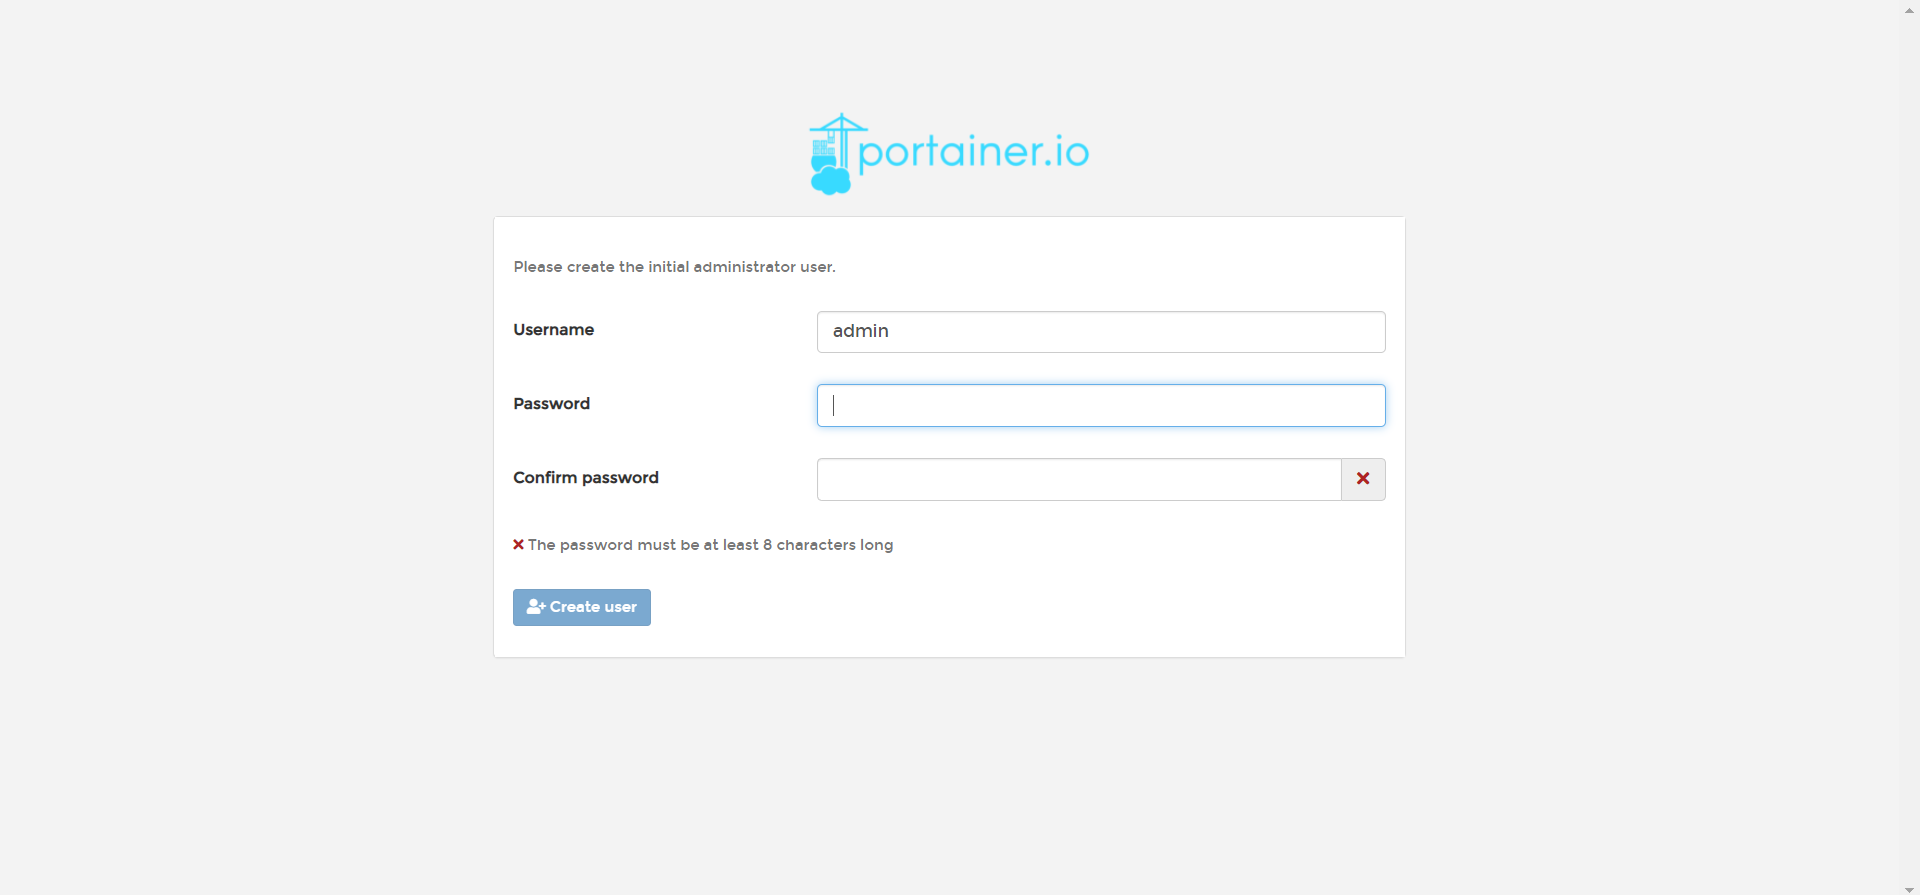 portainer.io
Please create the initial administrator user.
Username
admin
Password
Confirm password
The password must be at least 8 characters long
Create user